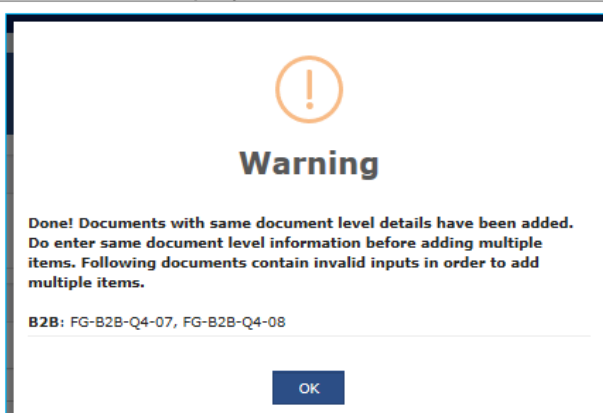 Warning
Done! Documents with same document level details have been added.
Do enter same document level information before adding multiple
items. Following documents contain invalid inputs in order to add
multiple items.
B2B: FG-B2B-Q4-07, FG-B2B-Q4-08
OK